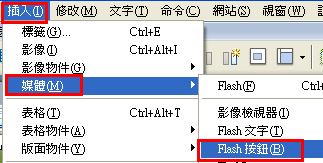 插入(I) 修改(M) 文字(T) 命令(C) 網站(S) 視窗(W)
標籤(G)... Ctrl+E
影像(I) Ctrl+Alt+I
影像物件(G)
媒體(M)
Flash(F) Ctrl+
表格(T) Ctrl+Alt+T
影像檢視器(I)
表格物件(A)
Flash 文字(T)
版面物件(Y)
Flash 按鈕(B)